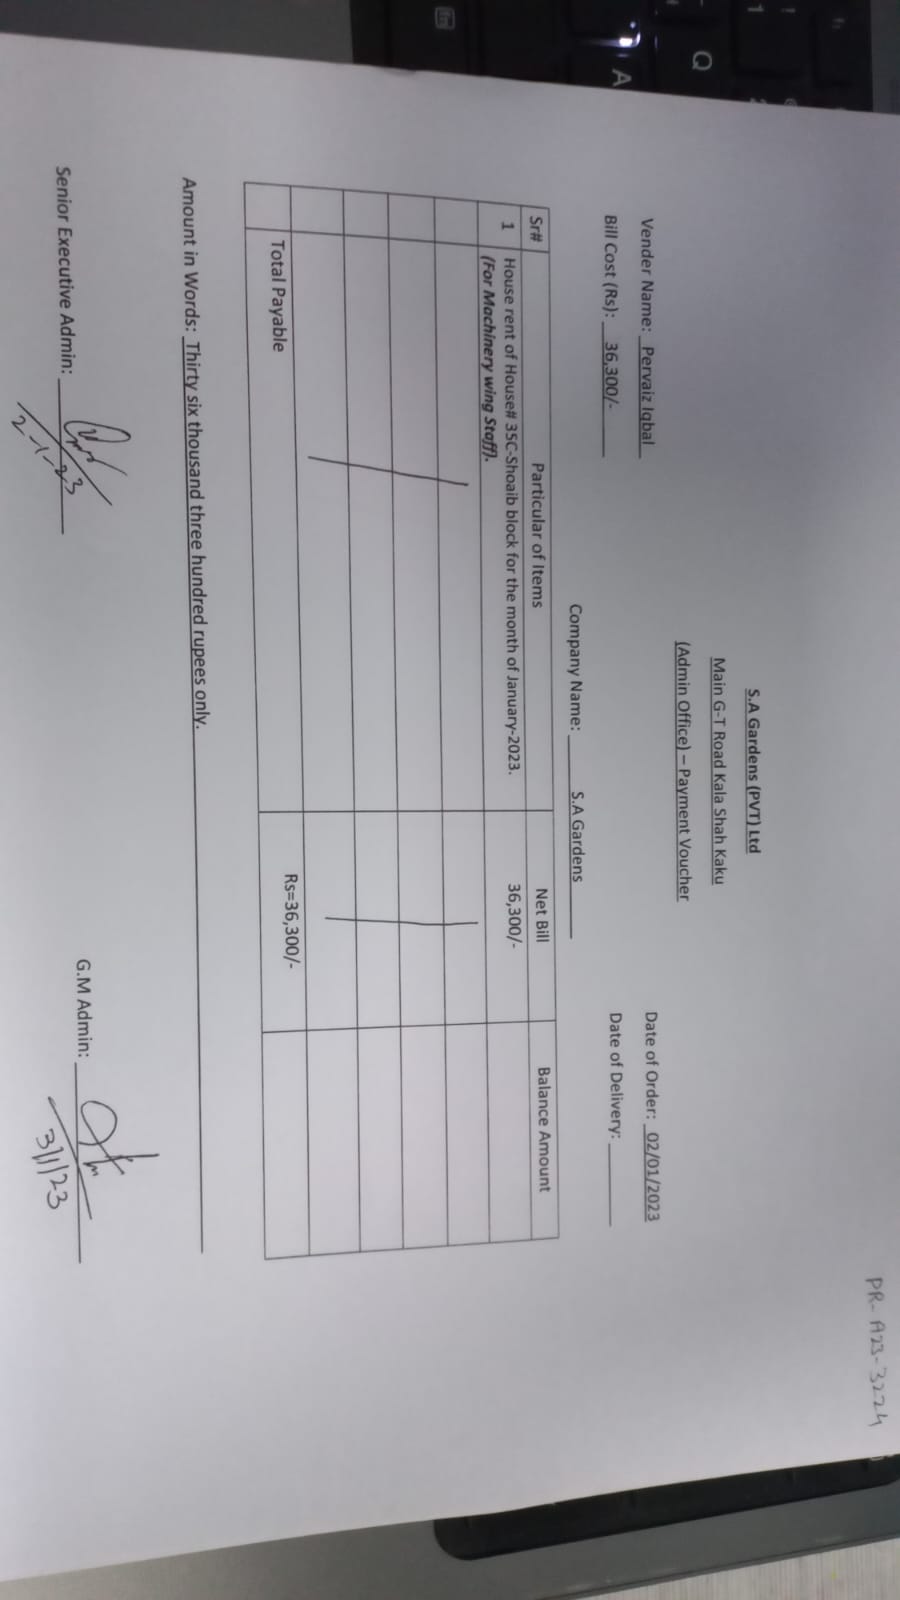 PR-A23-3224
S.A Gardens (PVT) Ltd
Main G-T Road Kala Shah Kaku
(Admin Office) – Payment Voucher
Vender Name: Pervaiz Iqbal Date of Order: 02/01/2023
Bill Cost (Rs): 36,300/- Date of Delivery:
Company Name: S.A Gardens
Sr# Particular of Items Net Bill Balance Amount
1 House rent of House# 35C-Shoaib block for the month of January-2023. 36,300/-
(For Machinery wing Staff).
Total Payable Rs=36,300/-
Amount in Words: Thirty six thousand three hundred rupees only.
Senior Executive Admin: G.M Admin:
2-1-23 3/1/23
Q
A
1
fn